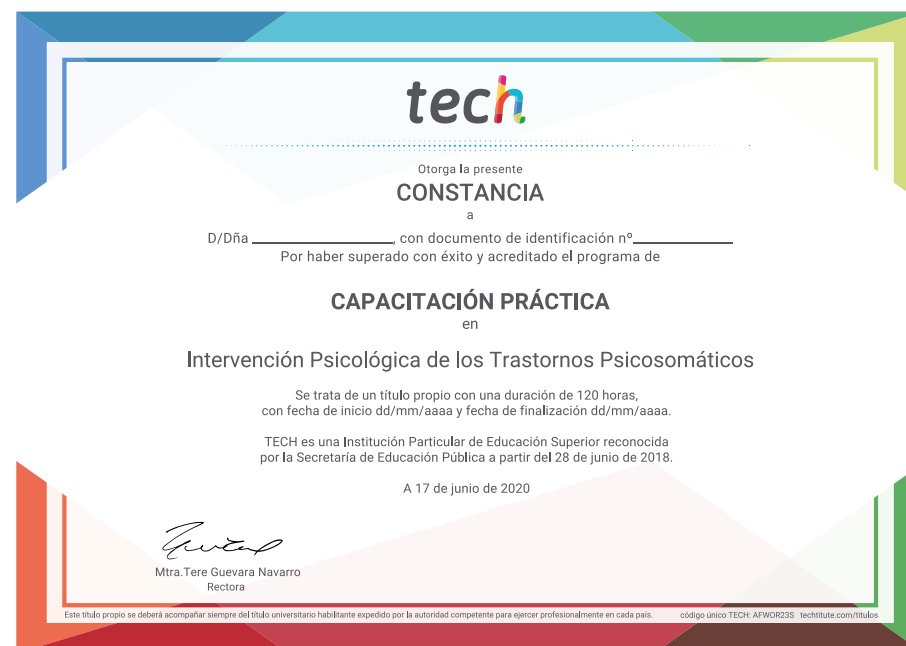 tech
Otorga la presente
CONSTANCIA
a
D/Dña ____________________, con documento de identificación nº______________
Por haber superado con éxito y acreditado el programa de
CAPACITACIÓN PRÁCTICA
en
Intervención Psicológica de los Trastornos Psicosomáticos
Se trata de un título propio con una duración de 120 horas,
con fecha de inicio dd/mm/aaaa y fecha de finalización dd/mm/aaaa.
TECH es una Institución Particular de Educación Superior reconocida
por la Secretaría de Educación Pública a partir del 28 de junio de 2018.
A 17 de junio de 2020
Mtra.Tere Guevara Navarro
Rectora
Este título propio se deberá acompañar siempre del título universitario habilitante expedido por la autoridad competente para ejercer profesionalmente en cada país. código único TECH: AFWOR23S techtitute.com/titulos